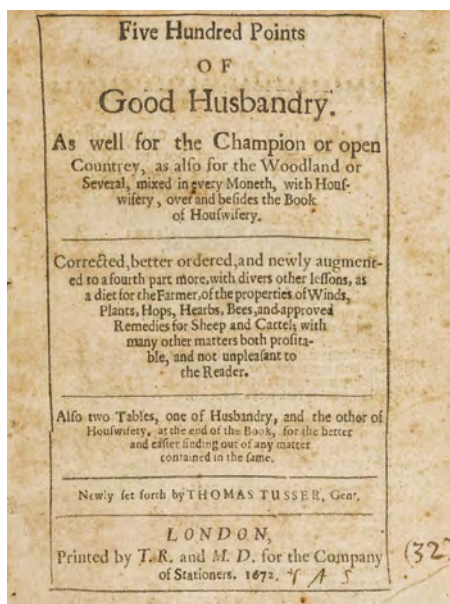 Five Hundred Points
OF
Good Husbandry.
As well for the Champion or open
Countrey, as also for the Woodland or
Several, mixed in every Moneth, with Houſ-
wifery, over and beſides the Book
of Houſwifery.
Corrected, better ordered, and newly augment-
ed to a fourth part more, with divers other leſſons, as
a diet for the Farmer, of the properties of Winds,
Plants, Hops, Hearbs, Bees, and approved
Remedies for Sheep and Cattel; with
many other matters both profita-
ble, and not unpleaſant to
the Reader.
Alſo two Tables, one of Husbandry, and the other of
Houſwifery, at the end of the Book, for the better
and eaſier finding out of any matter
contained in the ſame.
Newly ſet forth by THOMAS TUSSER, Gent.
LONDON,
Printed by T. R. and M. D. for the Company
of Stationers. 1672.
(32)